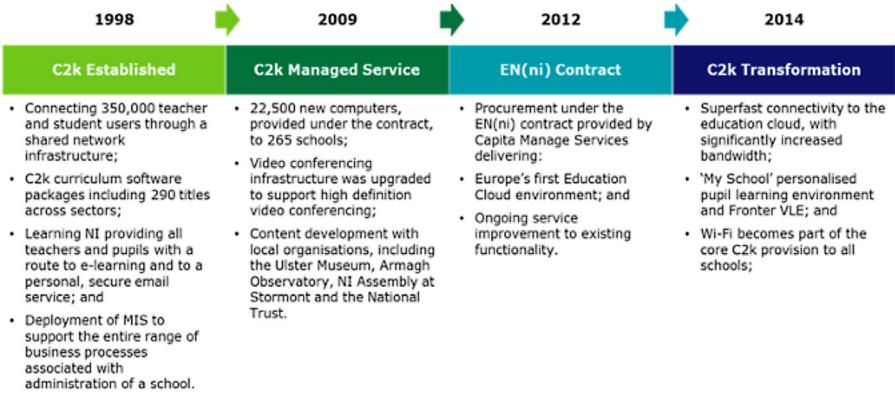 1998
2009
2012
2014
C2k Established
C2k Managed Service
EN(ni) Contract
C2k Transformation
• Connecting 350,000 teacher
and student users through a
shared network
infrastructure;
• C2k curriculum software
packages including 290 titles
across sectors;
• Learning NI providing all
teachers and pupils with a
route to e-learning and to a
personal, secure email
service; and
• Deployment of MIS to
support the entire range of
business processes
associated with
administration of a school.
• 22,500 new computers,
provided under the contract,
to 265 schools;
• Video conferencing
infrastructure was upgraded
to support high definition
video conferencing;
• Content development with
local organisations, including
the Ulster Museum, Armagh
Observatory, NI Assembly at
Stormont and the National
Trust.
• Procurement under the
EN(ni) contract provided by
Capita Manage Services
delivering:
• Europe's first Education
Cloud environment; and
• Ongoing service
improvement to existing
functionality.
• Superfast connectivity to the
education cloud, with
significantly increased
bandwidth;
• 'My School' personalised
pupil learning environment
and Fronter VLE; and
• Wi-Fi becomes part of the
core C2k provision to all
schools;